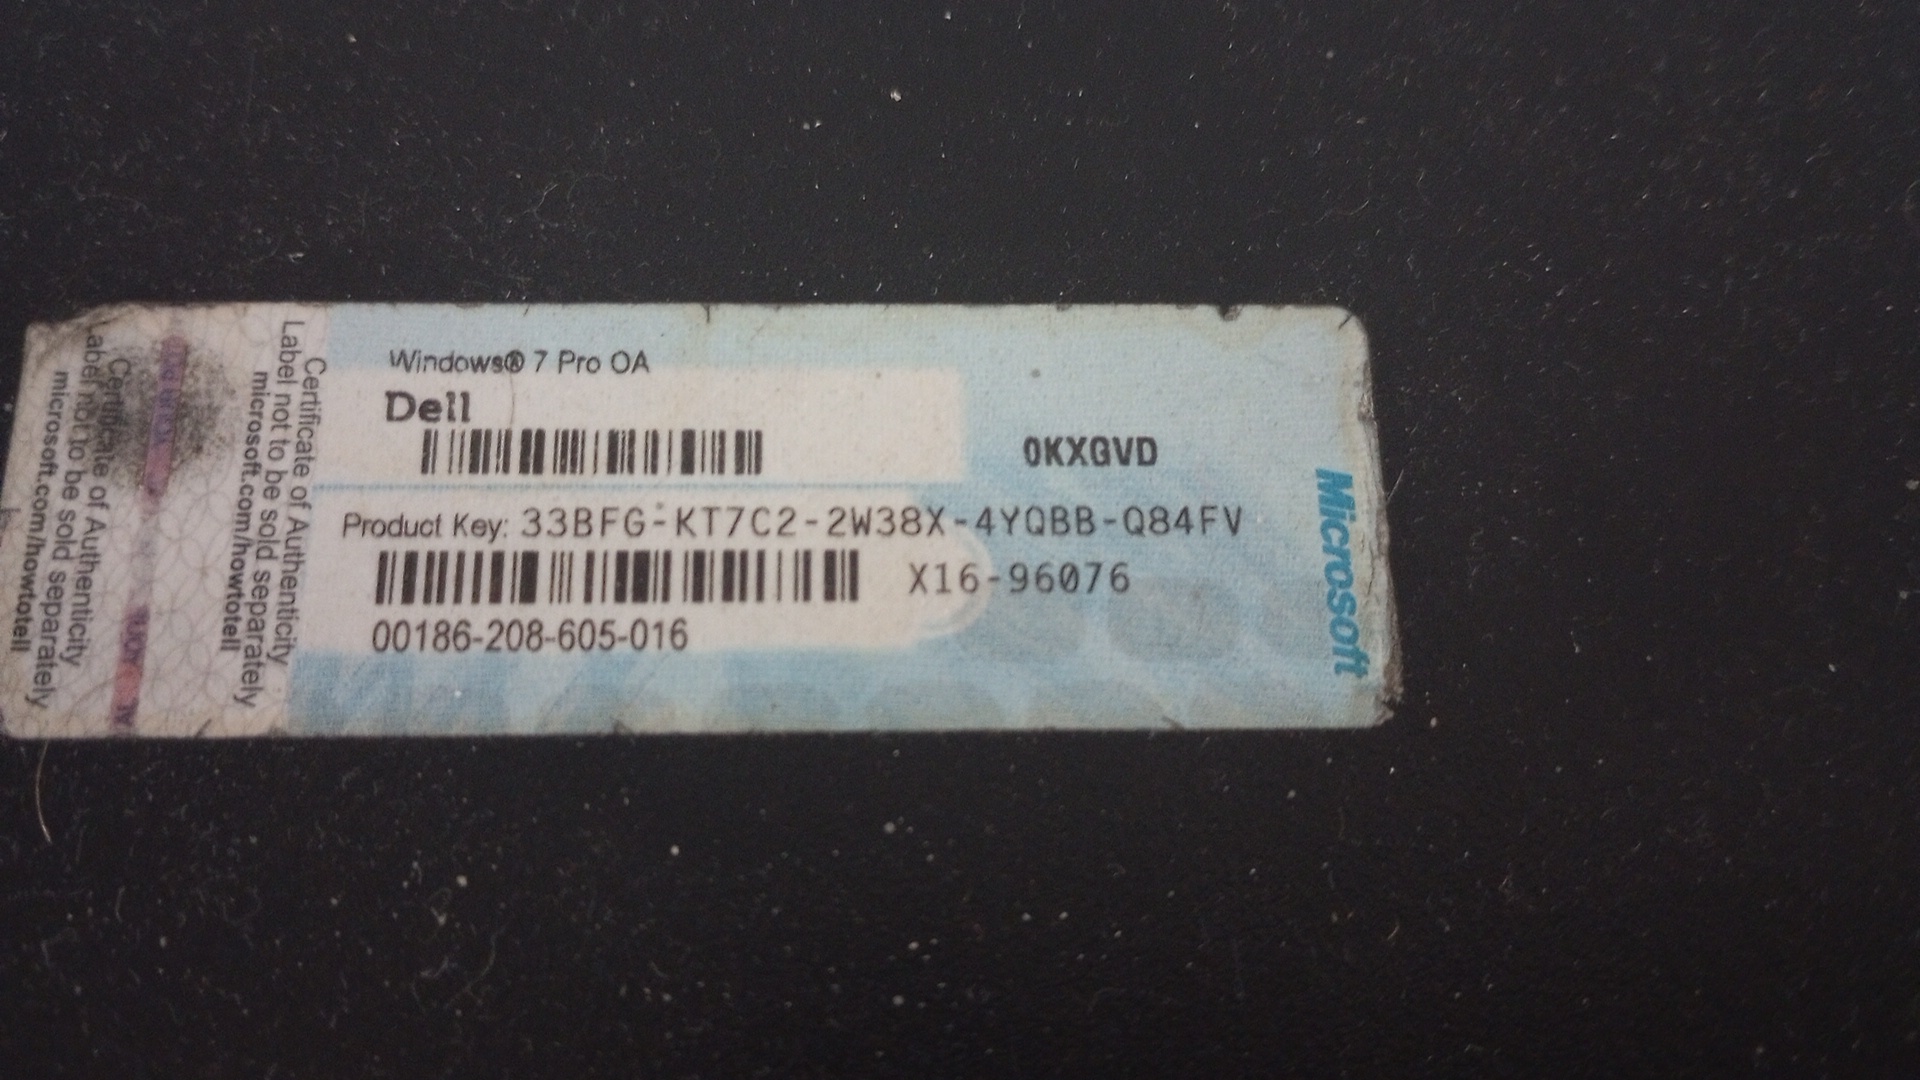 Windows® 7 Pro OA
Dell
0KXGVD
Product Key: 33BFG-KT7C2-2W38X-4YQBB-Q84FV
X16-96076
00186-208-605-016
Microsoft
Certificate of Authenticity
Label not to be sold separately
microsoft.com/howtotell
Certificate of Authenticity
Label not to be sold separately
microsoft.com/howtotell